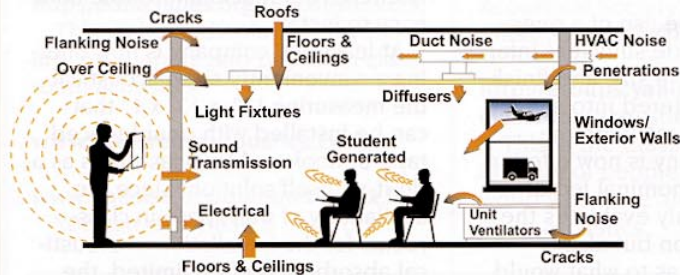 Cracks
Roofs
Flanking Noise
Floors &
Ceilings
Duct Noise
HVAC Noise
Over Ceiling
Penetrations
Diffusers
Light Fixtures
Windows/
Exterior Walls
Student
Generated
Sound
Transmission
Electrical
Unit
Ventilators
Flanking
Noise
Cracks
Floors & Ceilings